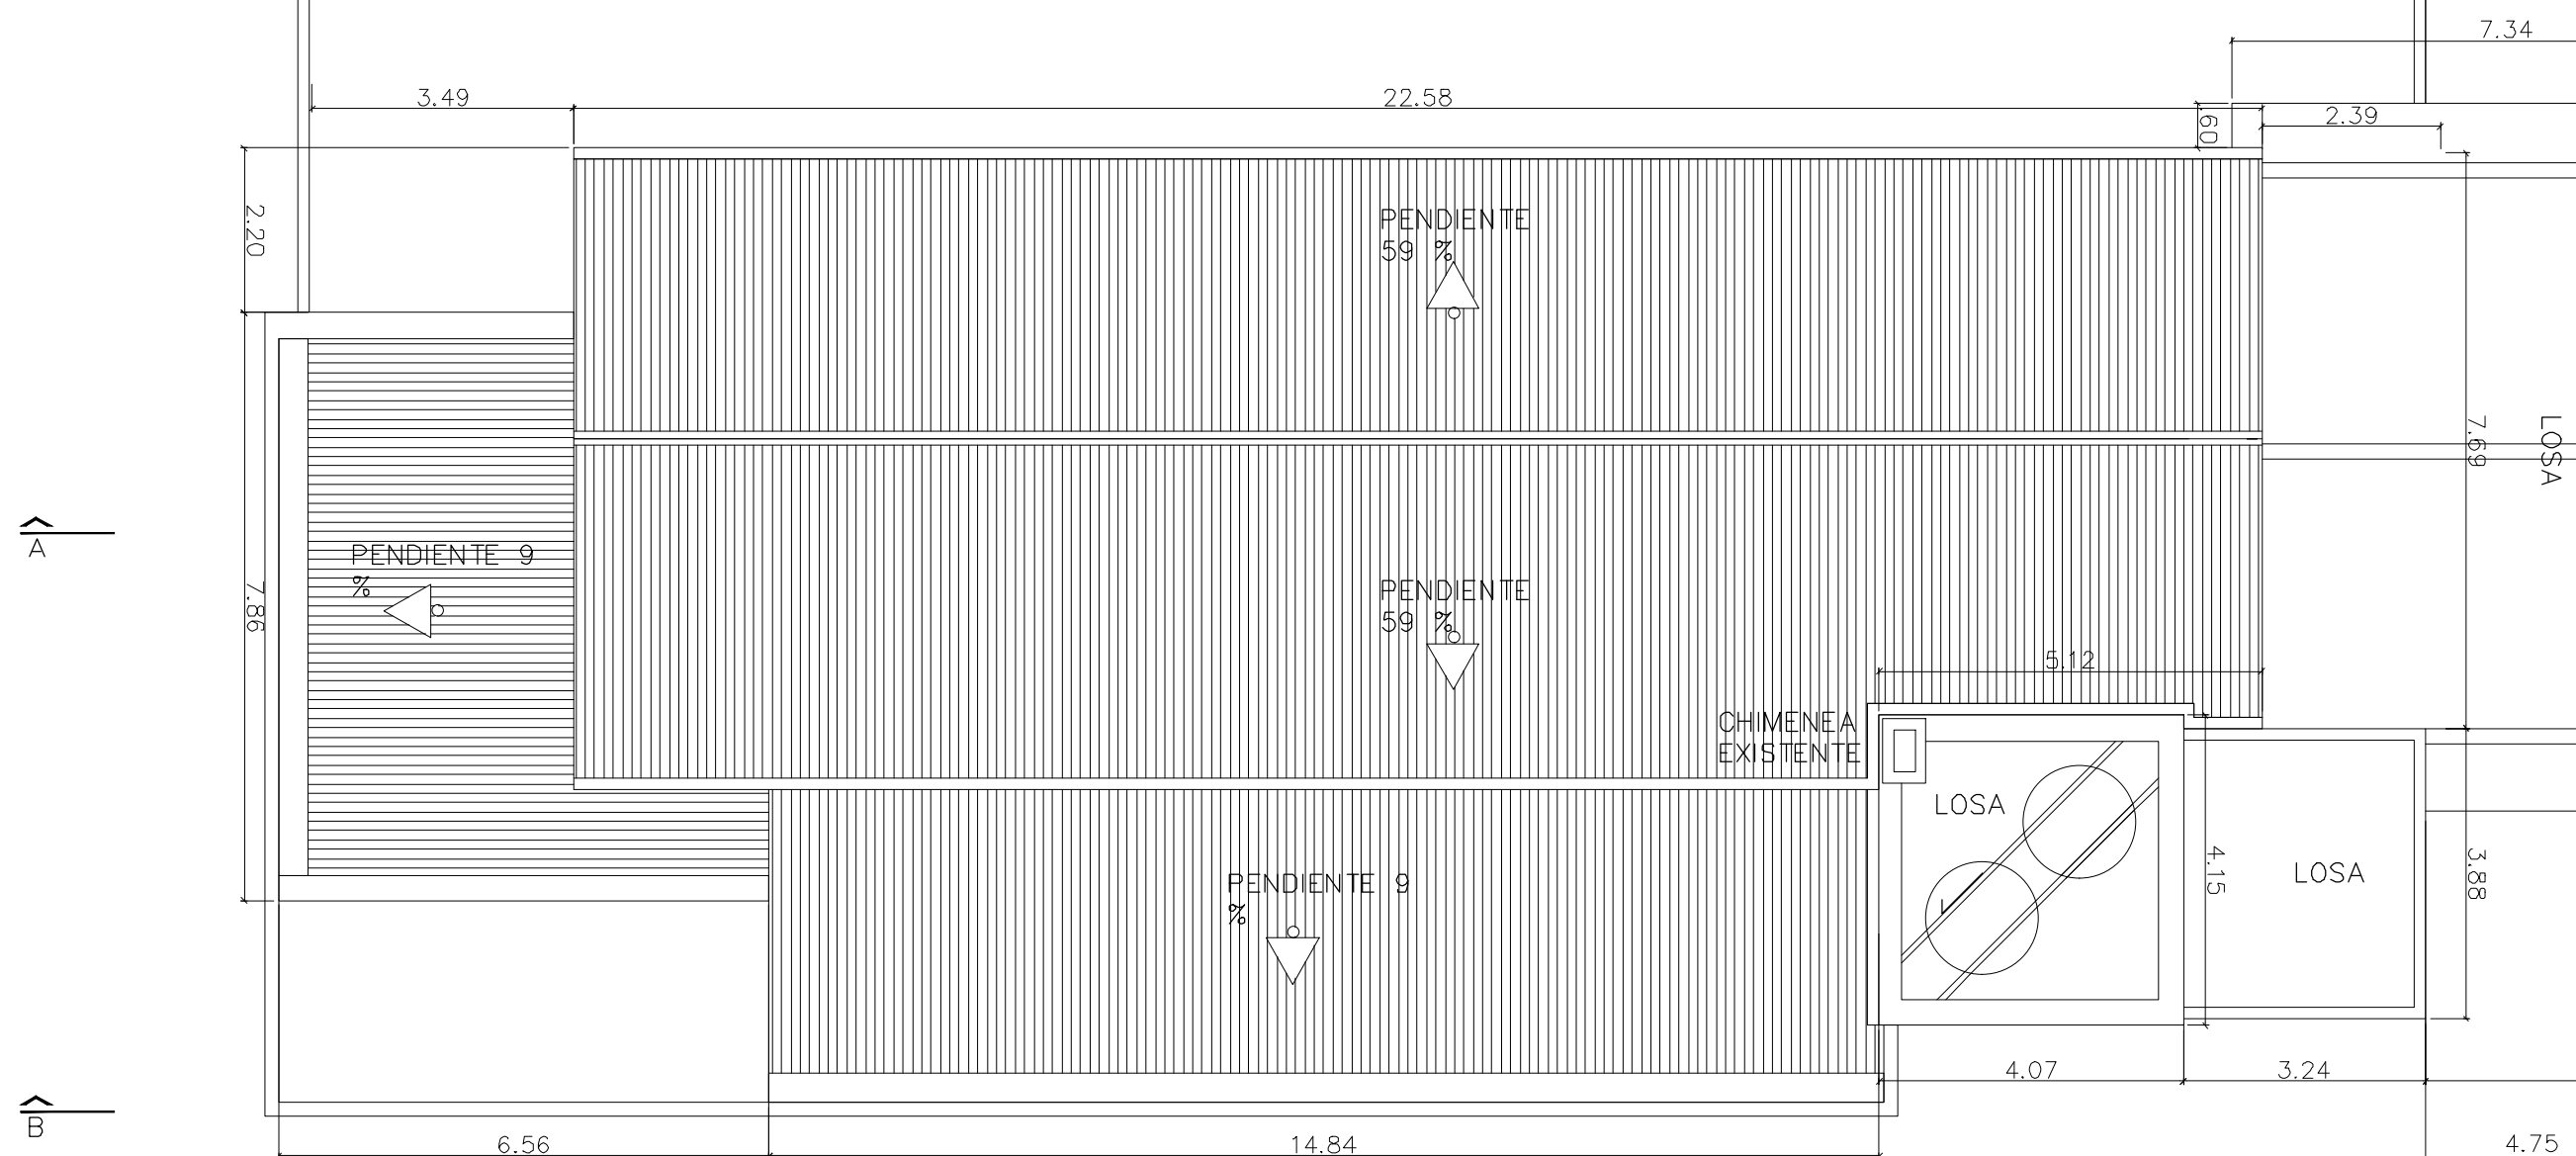 7.34
3.49
22.58
.60
2.39
2.20
PENDIENTE
59 %
7.69
LOSA
A
PENDIENTE 9
%
7.86
PENDIENTE
59 %
5.12
CHIMENEA
EXISTENTE
LOSA
4.15
LOSA
3.88
PENDIENTE 9
%
4.07
3.24
B
6.56
14.84
4.75